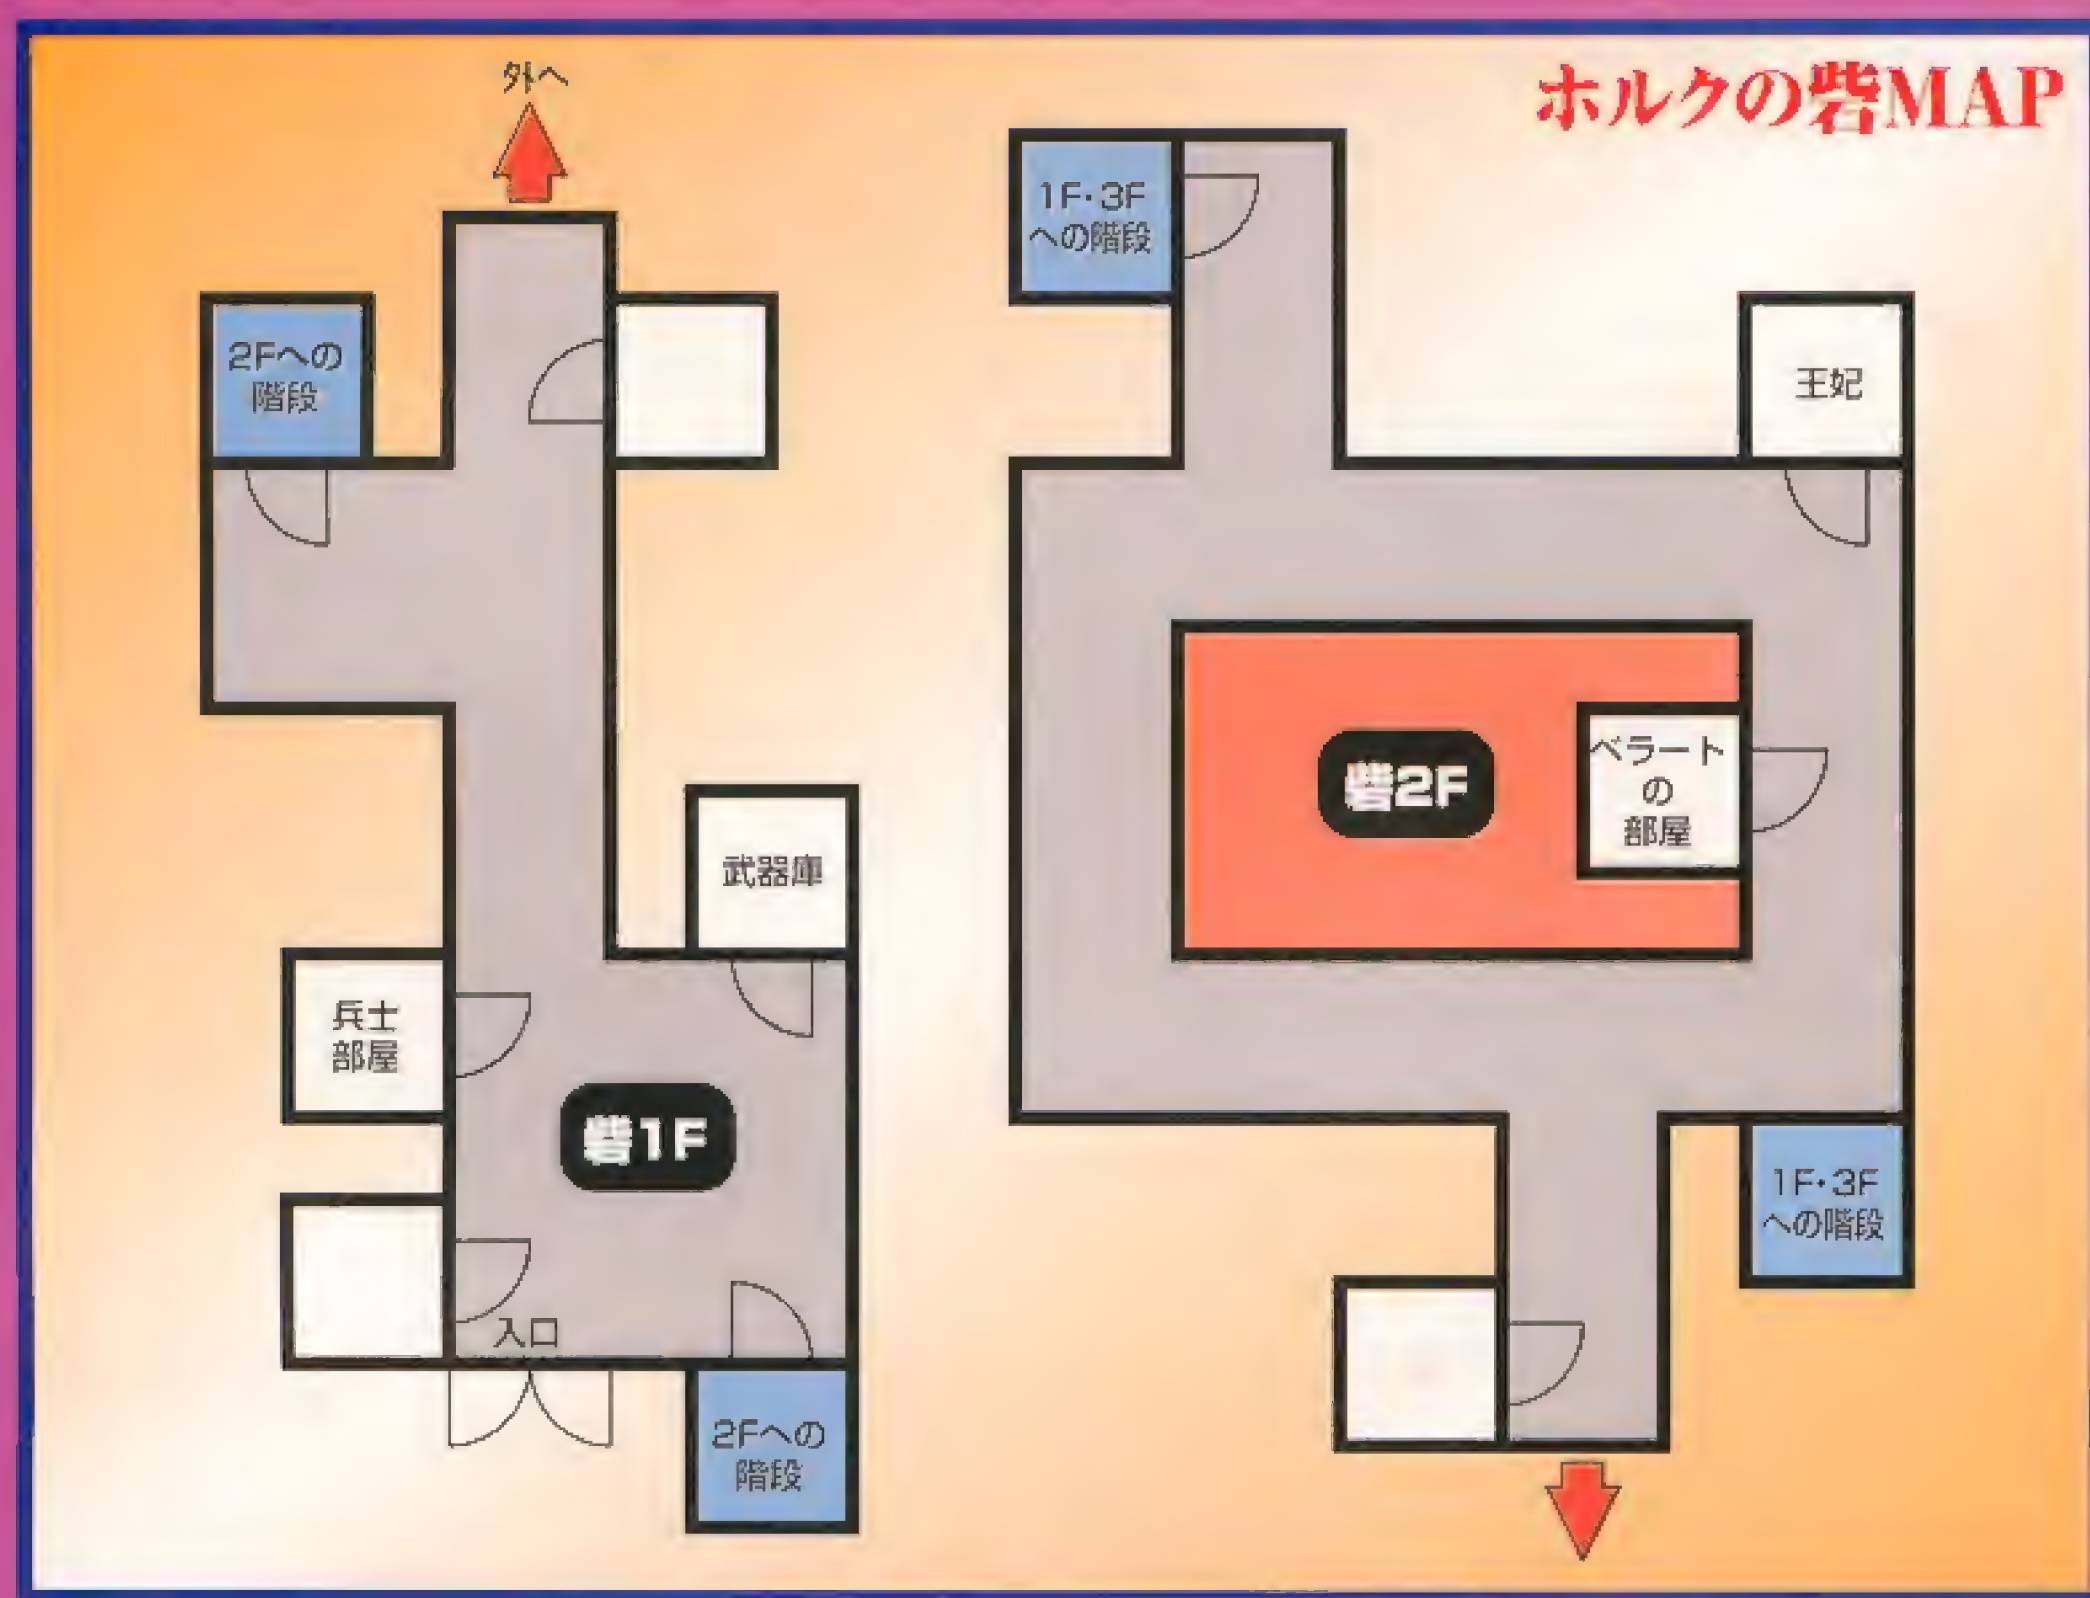 ホルクの砦MAP
外へ
2Fへの
階段
武器庫
兵士
部屋
砦1F
入口
2Fへの
階段
1F・3F
への階段
王妃
砦2F
ベラート
の
部屋
1F・3F
への階段